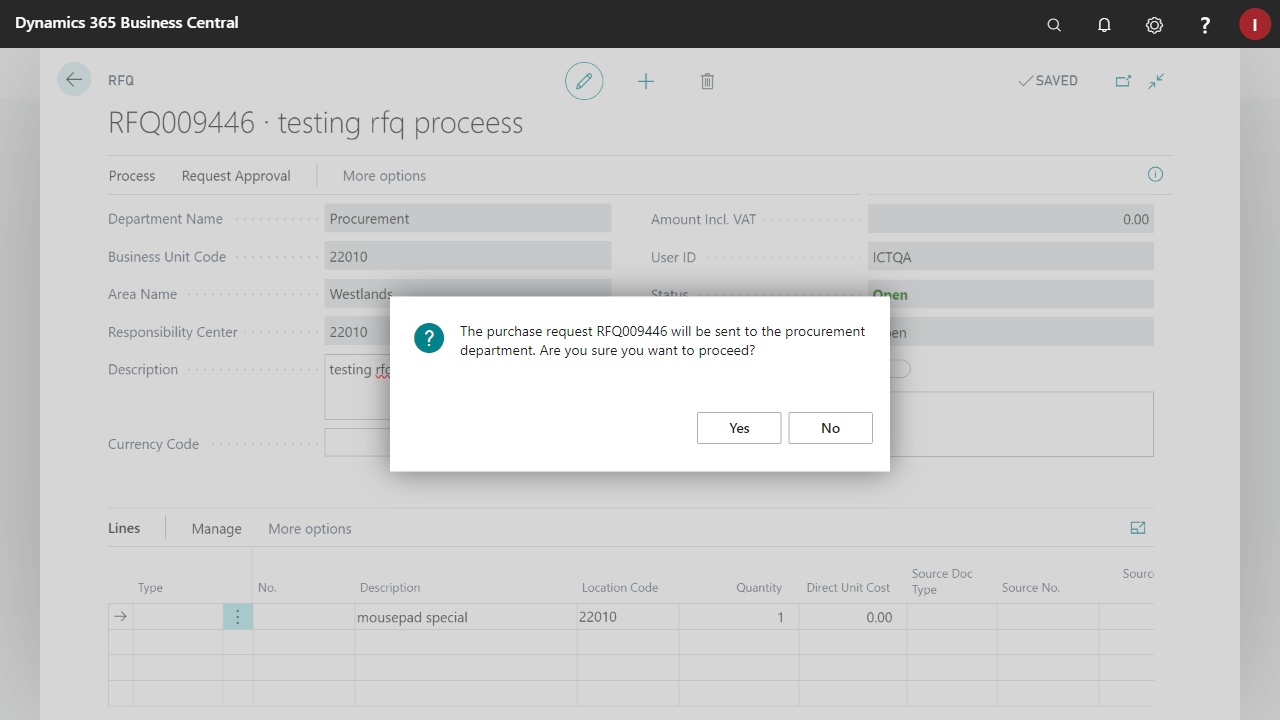 Dynamics 365 Business Central
?
I
RFQ
SAVED
RFQ009446 · testing rfq proceess
Process
Request Approval
More options
Department Name
Procurement
Amount Incl. VAT
0.00
Business Unit Code
22010
User ID
ICTQA
Area Name
Westlands
Status
Open
Responsibility Center
22010
Description
testing rfq
?
The purchase request RFQ009446 will be sent to the procurement
department. Are you sure you want to proceed?
Yes
No
Currency Code
Lines
Manage
More options
Type
No.
Description
Location Code
Quantity
Direct Unit Cost
Source Doc
Type
Source No.
mousepad special
22010
1
0.00